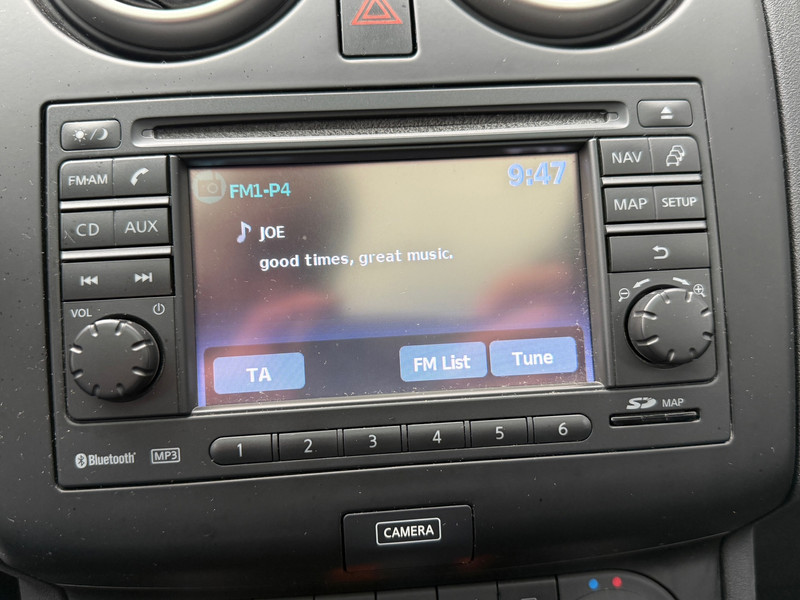 FM·AM
CD AUX
VOL
FM1-P4 9:47
JOE
good times, great music.
TA FM List Tune
NAV
MAP SETUP
SD MAP
Bluetooth MP3 1 2 3 4 5 6
CAMERA